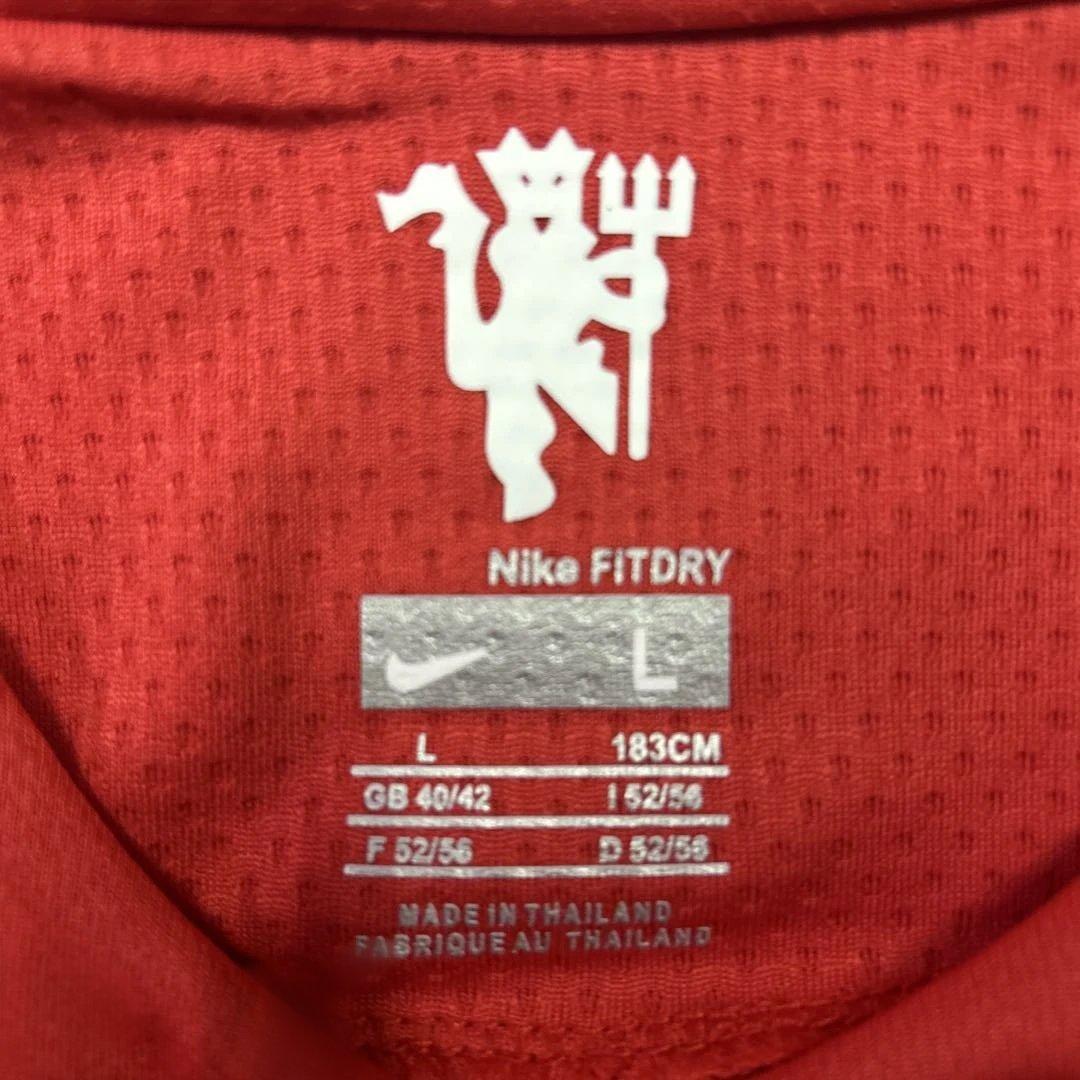 Nike FITDRY
L
L 183CM
GB 40/42 I 52/56
F 52/56 D 52/56
MADE IN THAILAND
FABRIQUE AU THAILAND